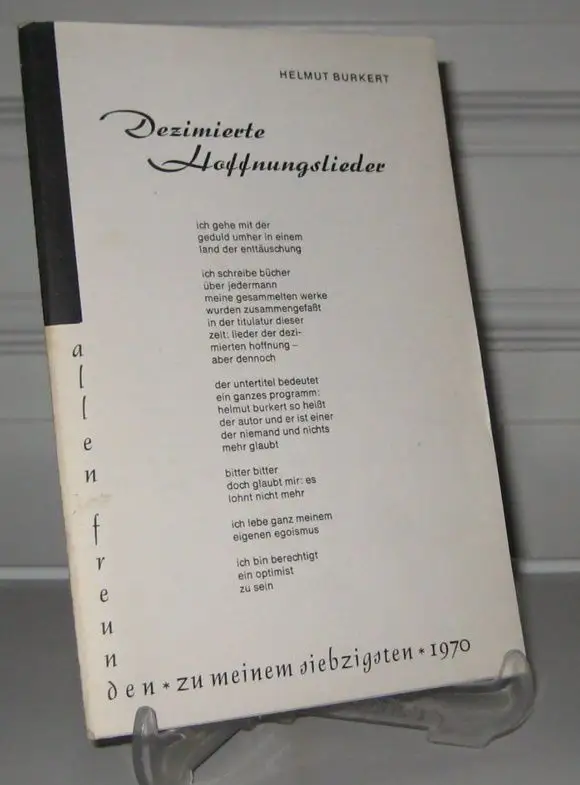 HELMUT BURKERT
Dezimierte
Hoffnungslieder
ich gehe mit der
geduld umher in einem
land der enttäuschung
ich schreibe bücher
über jedermann
meine gesammelten werke
wurden zusammengefaßt
in der titulatur dieser
zeit: lieder der dezi-
mierten hoffnung –
aber dennoch
der untertitel bedeutet
ein ganzes programm:
helmut burkert so heißt
der autor und er ist einer
der niemand und nichts
mehr glaubt
bitter bitter
doch glaubt mir: es
lohnt nicht mehr
ich lebe ganz meinem
eigenen egoismus
ich bin berechtigt
ein optimist
zu sein
allen freunden * zu meinem siebzigsten * 1970